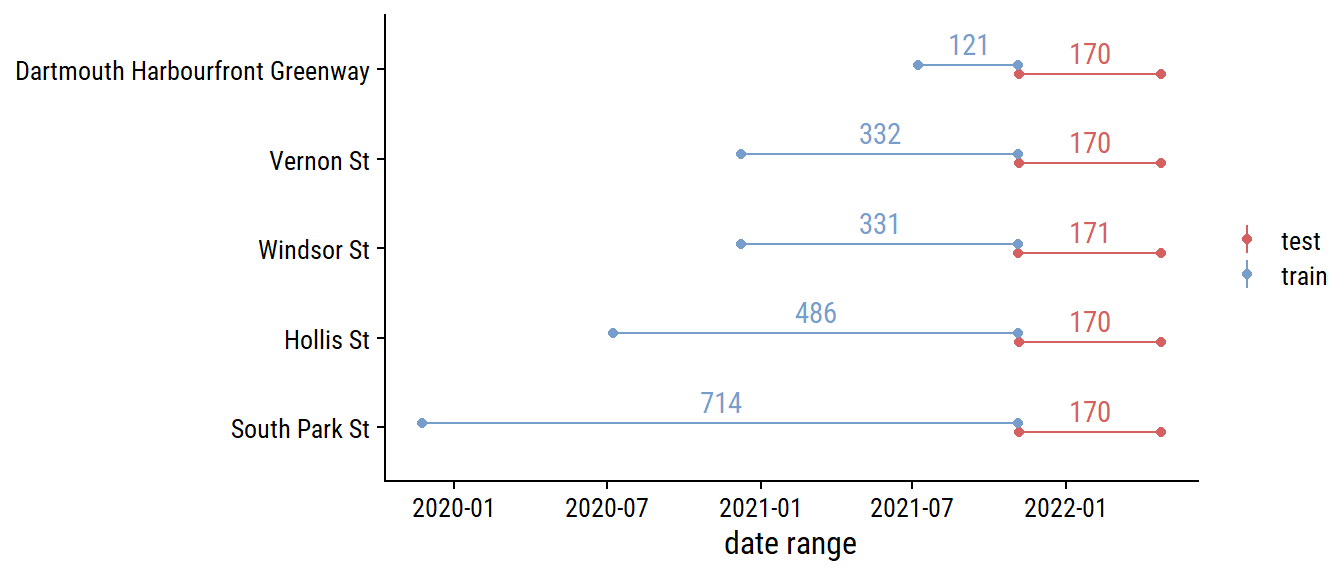 121
170
Dartmouth Harbourfront Greenway
332
170
Vernon St
331
171
Windsor St
486
170
Hollis St
714
170
South Park St
test
train
2020-01 2020-07 2021-01 2021-07 2022-01
date range